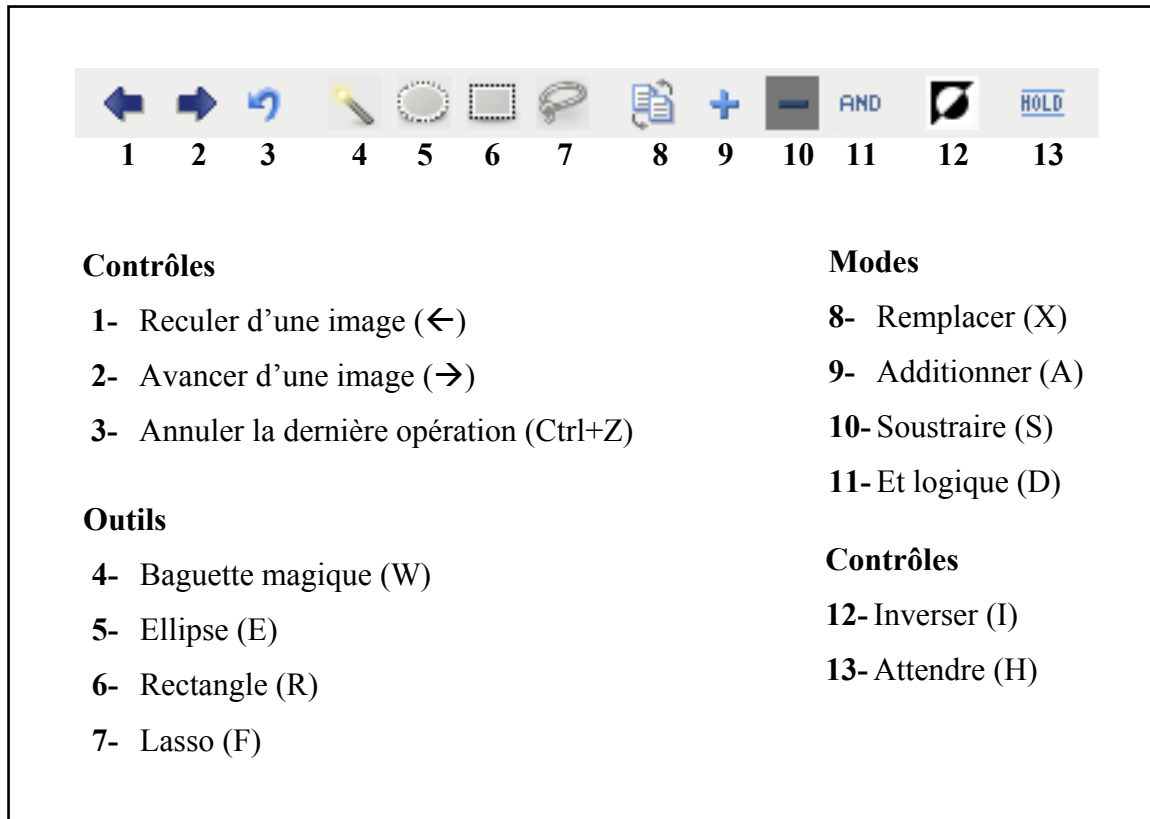 AND HOLD
1 2 3 4 5 6 7 8 9 10 11 12 13
Contrôles
1- Reculer d’une image (←)
2- Avancer d’une image (→)
3- Annuler la dernière opération (Ctrl+Z)
Outils
4- Baguette magique (W)
5- Ellipse (E)
6- Rectangle (R)
7- Lasso (F)
Modes
8- Remplacer (X)
9- Additionner (A)
10- Soustraire (S)
11- Et logique (D)
Contrôles
12- Inverser (I)
13- Attendre (H)